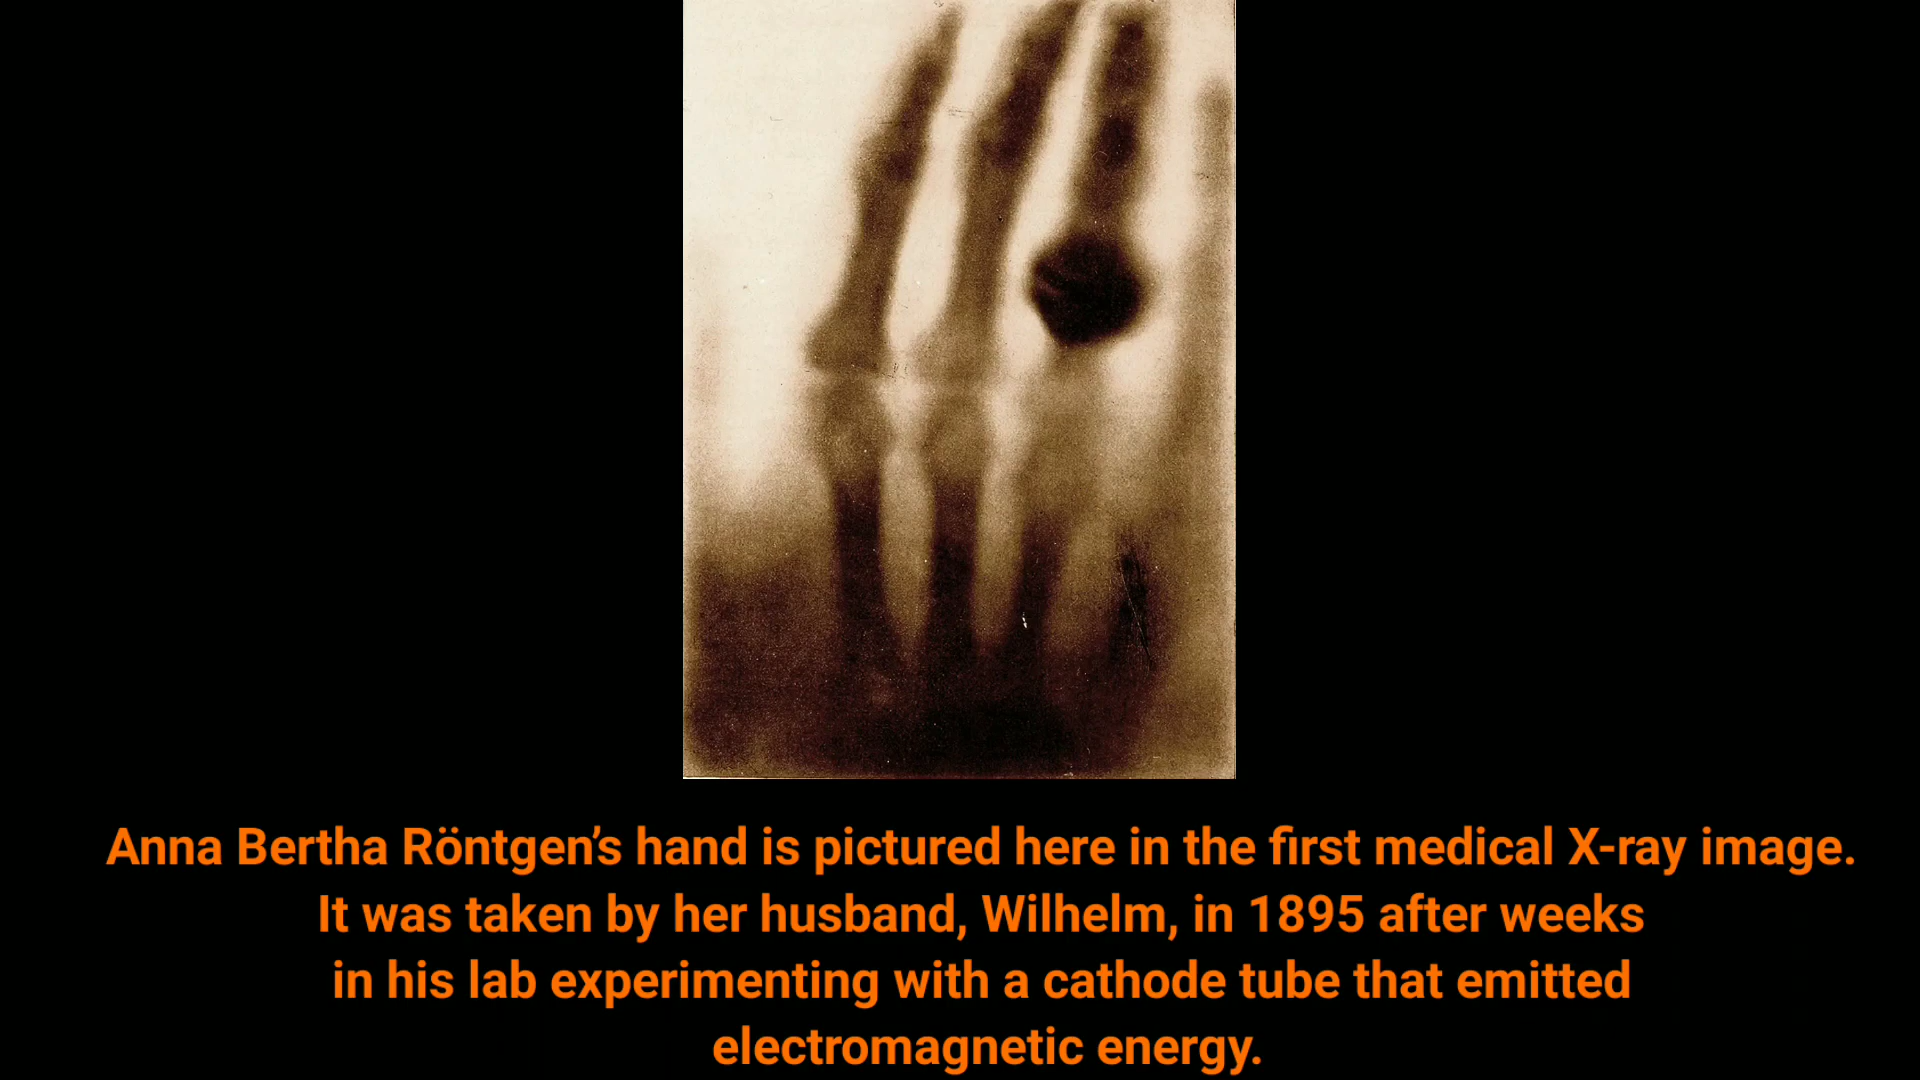 Anna Bertha Röntgen’s hand is pictured here in the first medical X-ray image.
It was taken by her husband, Wilhelm, in 1895 after weeks
in his lab experimenting with a cathode tube that emitted
electromagnetic energy.